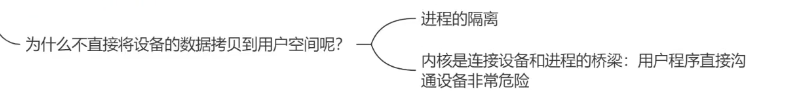 进程的隔离
为什么不直接将设备的数据拷贝到用户空间呢？
内核是连接设备和进程的桥梁：用户程序直接沟
通设备非常危险